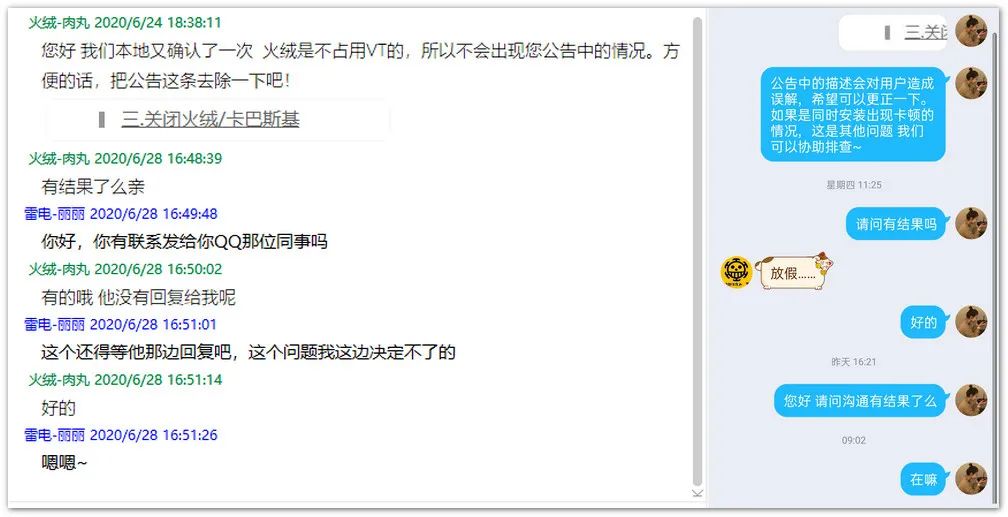 火绒-肉丸 2020/6/24 18:38:11
您好 我们本地又确认了一次 火绒是不占用VT的，所以不会出现您公告中的情况。方
便的话，把公告这条去除一下吧！
三.关闭火绒/卡巴斯基
火绒-肉丸 2020/6/28 16:48:39
有结果了么亲
雷电-丽丽 2020/6/28 16:49:48
你好，你有联系发给你QQ那位同事吗
火绒-肉丸 2020/6/28 16:50:02
有的哦 他没有回复给我呢
雷电-丽丽 2020/6/28 16:51:01
这个还得等他那边回复吧，这个问题我这边决定不了的
火绒-肉丸 2020/6/28 16:51:14
好的
雷电-丽丽 2020/6/28 16:51:26
嗯嗯~
三.关闭
公告中的描述会对用户造成
误解，希望可以更正一下。
如果是同时安装出现卡顿的
情况，这是其他问题 我们
可以协助排查~
星期四 11:25
请问有结果吗
放假……
好的
昨天 16:21
您好 请问沟通有结果了么
09:02
在嘛